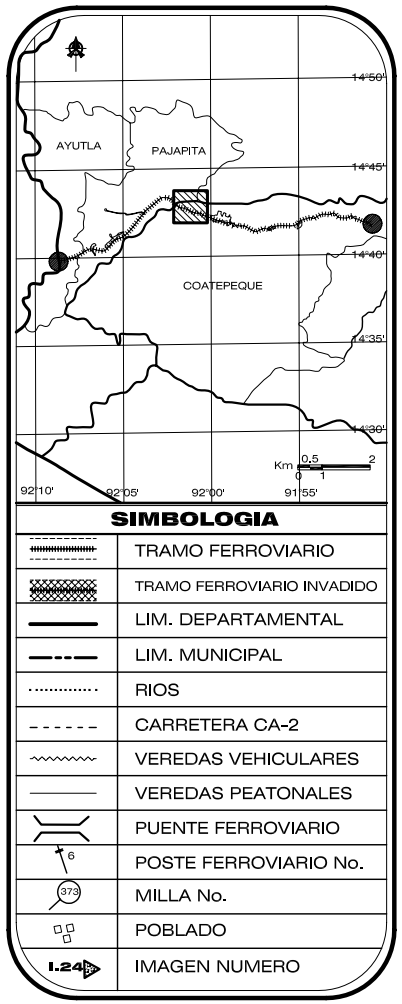 14°50'
AYUTLA
PAJAPITA
14°45'
14°40'
COATEPEQUE
14°35'
14°30'
Km 0.5 2
0 1
92°10' 92°05' 92°00' 91°55'
SIMBOLOGIA
TRAMO FERROVIARIO
TRAMO FERROVIARIO INVADIDO
LIM. DEPARTAMENTAL
LIM. MUNICIPAL
RIOS
CARRETERA CA-2
VEREDAS VEHICULARES
VEREDAS PEATONALES
PUENTE FERROVIARIO
6 POSTE FERROVIARIO No.
373 MILLA No.
POBLADO
I.24 IMAGEN NUMERO